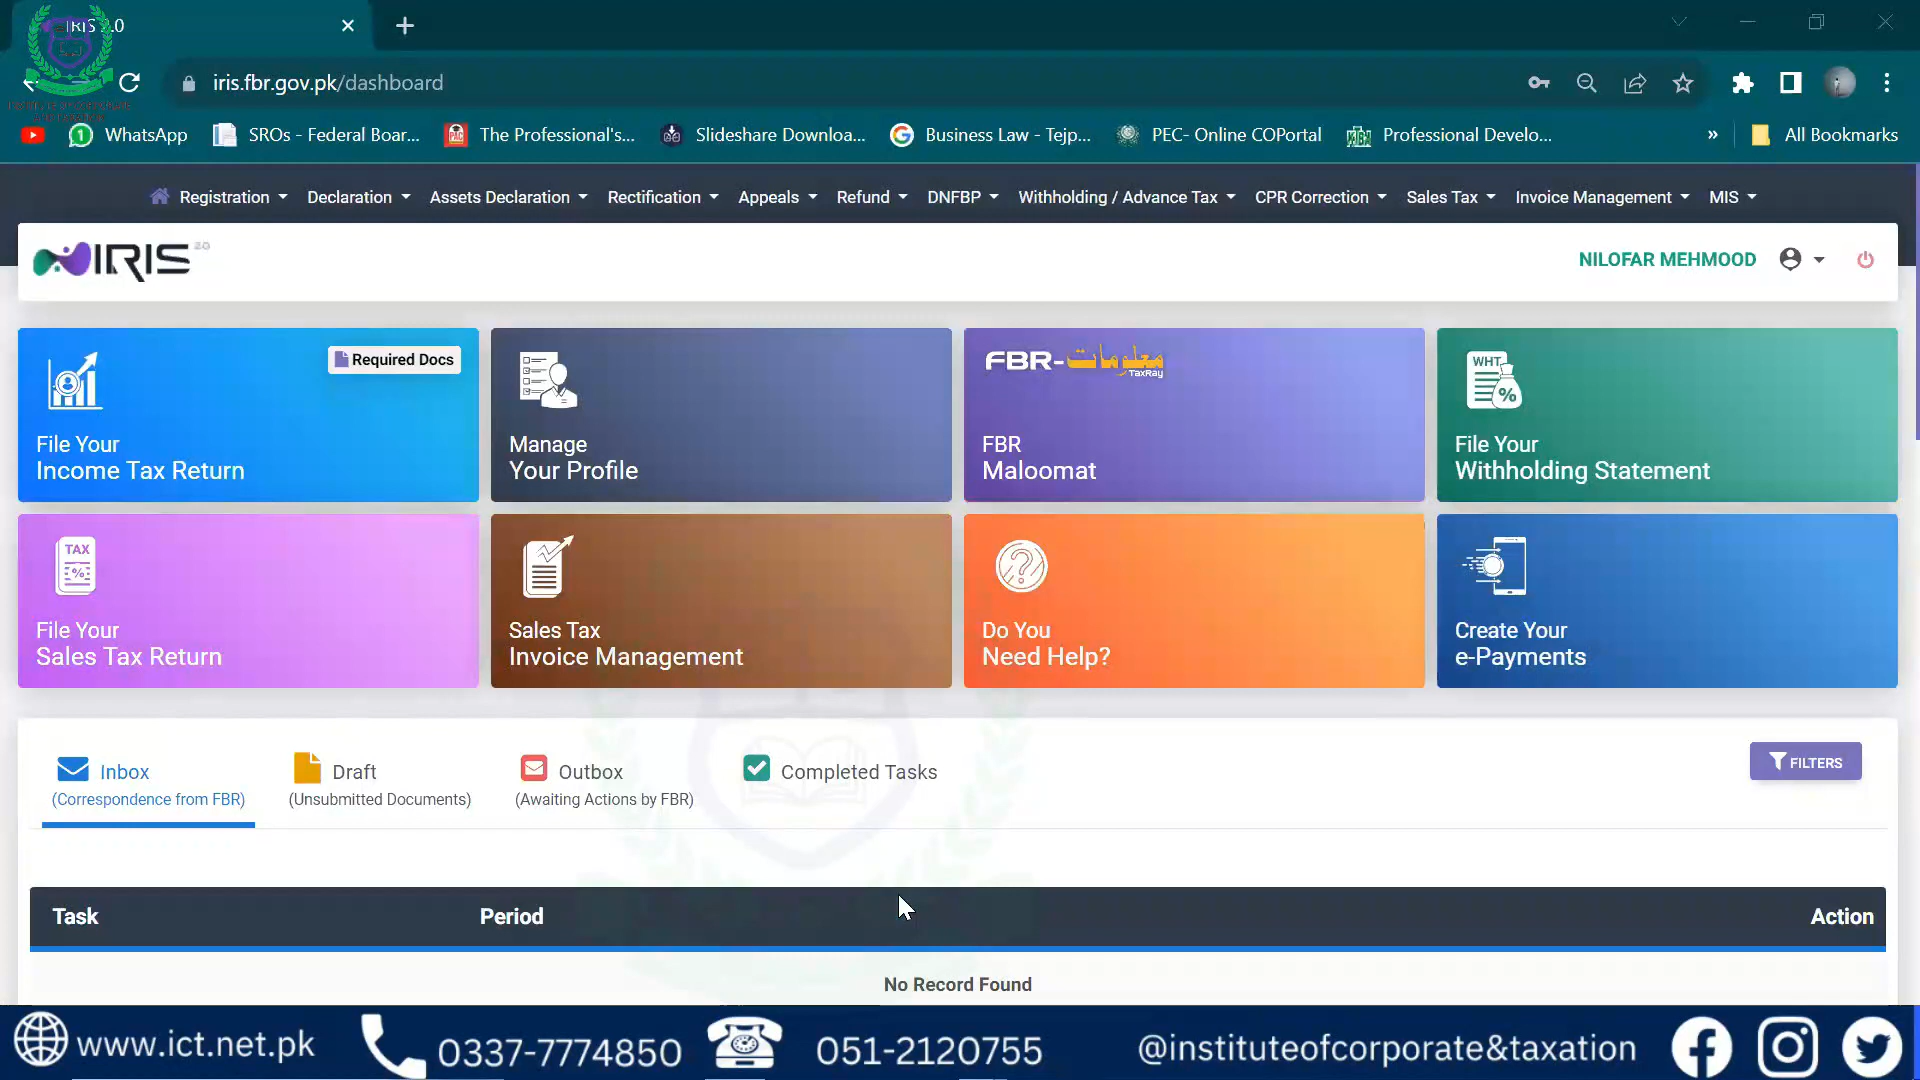 IRIS 2.0
iris.fbr.gov.pk/dashboard
WhatsApp
SROs - Federal Boar...
The Professional's...
Slideshare Downloa...
Business Law - Tejp...
PEC- Online COPortal
Professional Develo...
»
All Bookmarks
Registration
Declaration
Assets Declaration
Rectification
Appeals
Refund
DNFBP
Withholding / Advance Tax
CPR Correction
Sales Tax
Invoice Management
MIS
IRIS 2.0
NILOFAR MEHMOOD
Required Docs
File Your
Income Tax Return
Manage
Your Profile
FBR-معلومات
TaxRay
FBR
Maloomat
WHT
%
File Your
Withholding Statement
TAX
%
File Your
Sales Tax Return
Sales Tax
Invoice Management
?
Do You
Need Help?
Create Your
e-Payments
Inbox
(Correspondence from FBR)
Draft
(Unsubmitted Documents)
Outbox
(Awaiting Actions by FBR)
Completed Tasks
FILTERS
Task
Period
Action
No Record Found
www.ict.net.pk
0337-7774850
051-2120755
@instituteofcorporate&taxation